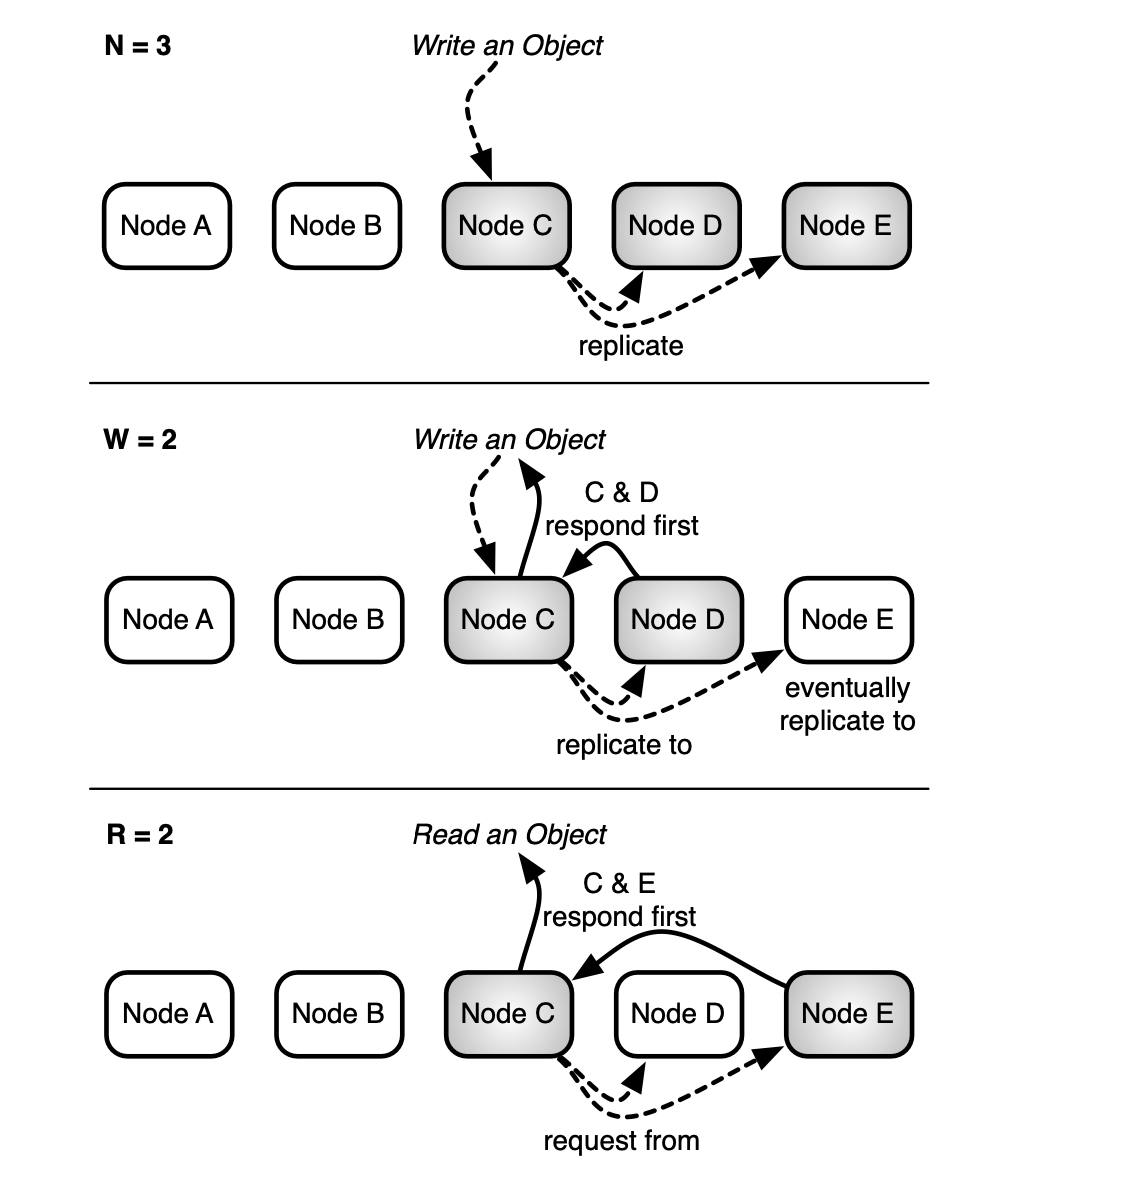 N = 3
Write an Object
Node A
Node B
Node C
Node D
Node E
replicate
W = 2
Write an Object
C & D
respond first
Node A
Node B
Node C
Node D
Node E
eventually
replicate to
replicate to
R = 2
Read an Object
C & E
respond first
Node A
Node B
Node C
Node D
Node E
request from